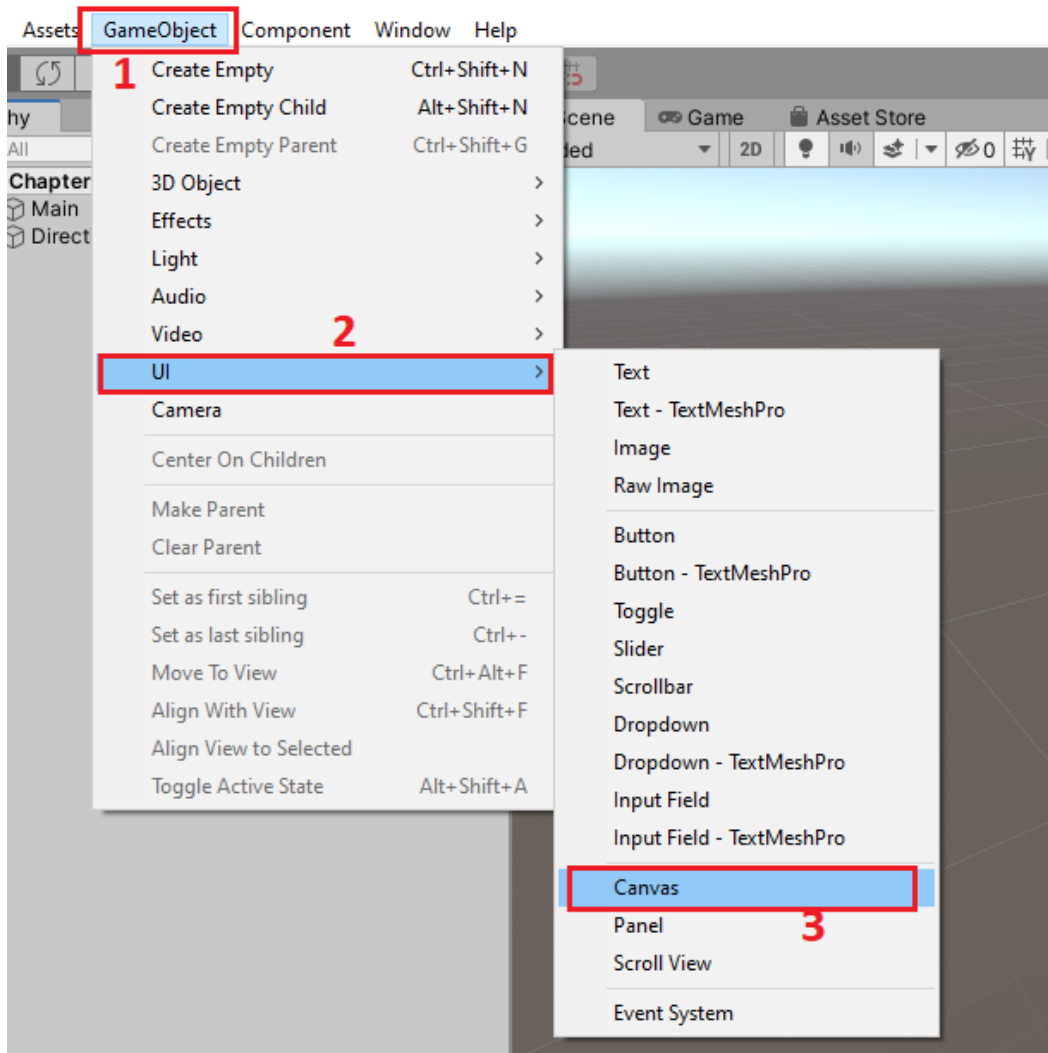 Assets GameObject Component Window Help
1
Create Empty Ctrl+Shift+N
Create Empty Child Alt+Shift+N
Create Empty Parent Ctrl+Shift+G
3D Object >
Effects >
Light >
Audio >
Video >
2
UI >
Camera
Center On Children
Make Parent
Clear Parent
Set as first sibling Ctrl+=
Set as last sibling Ctrl+-
Move To View Ctrl+Alt+F
Align With View Ctrl+Shift+F
Align View to Selected
Toggle Active State Alt+Shift+A
hy
All
Chapter
Main
Direct
cene Game Asset Store
ded 2D 0
Text
Text - TextMeshPro
Image
Raw Image
Button
Button - TextMeshPro
Toggle
Slider
Scrollbar
Dropdown
Dropdown - TextMeshPro
Input Field
Input Field - TextMeshPro
Canvas
Panel
3
Scroll View
Event System